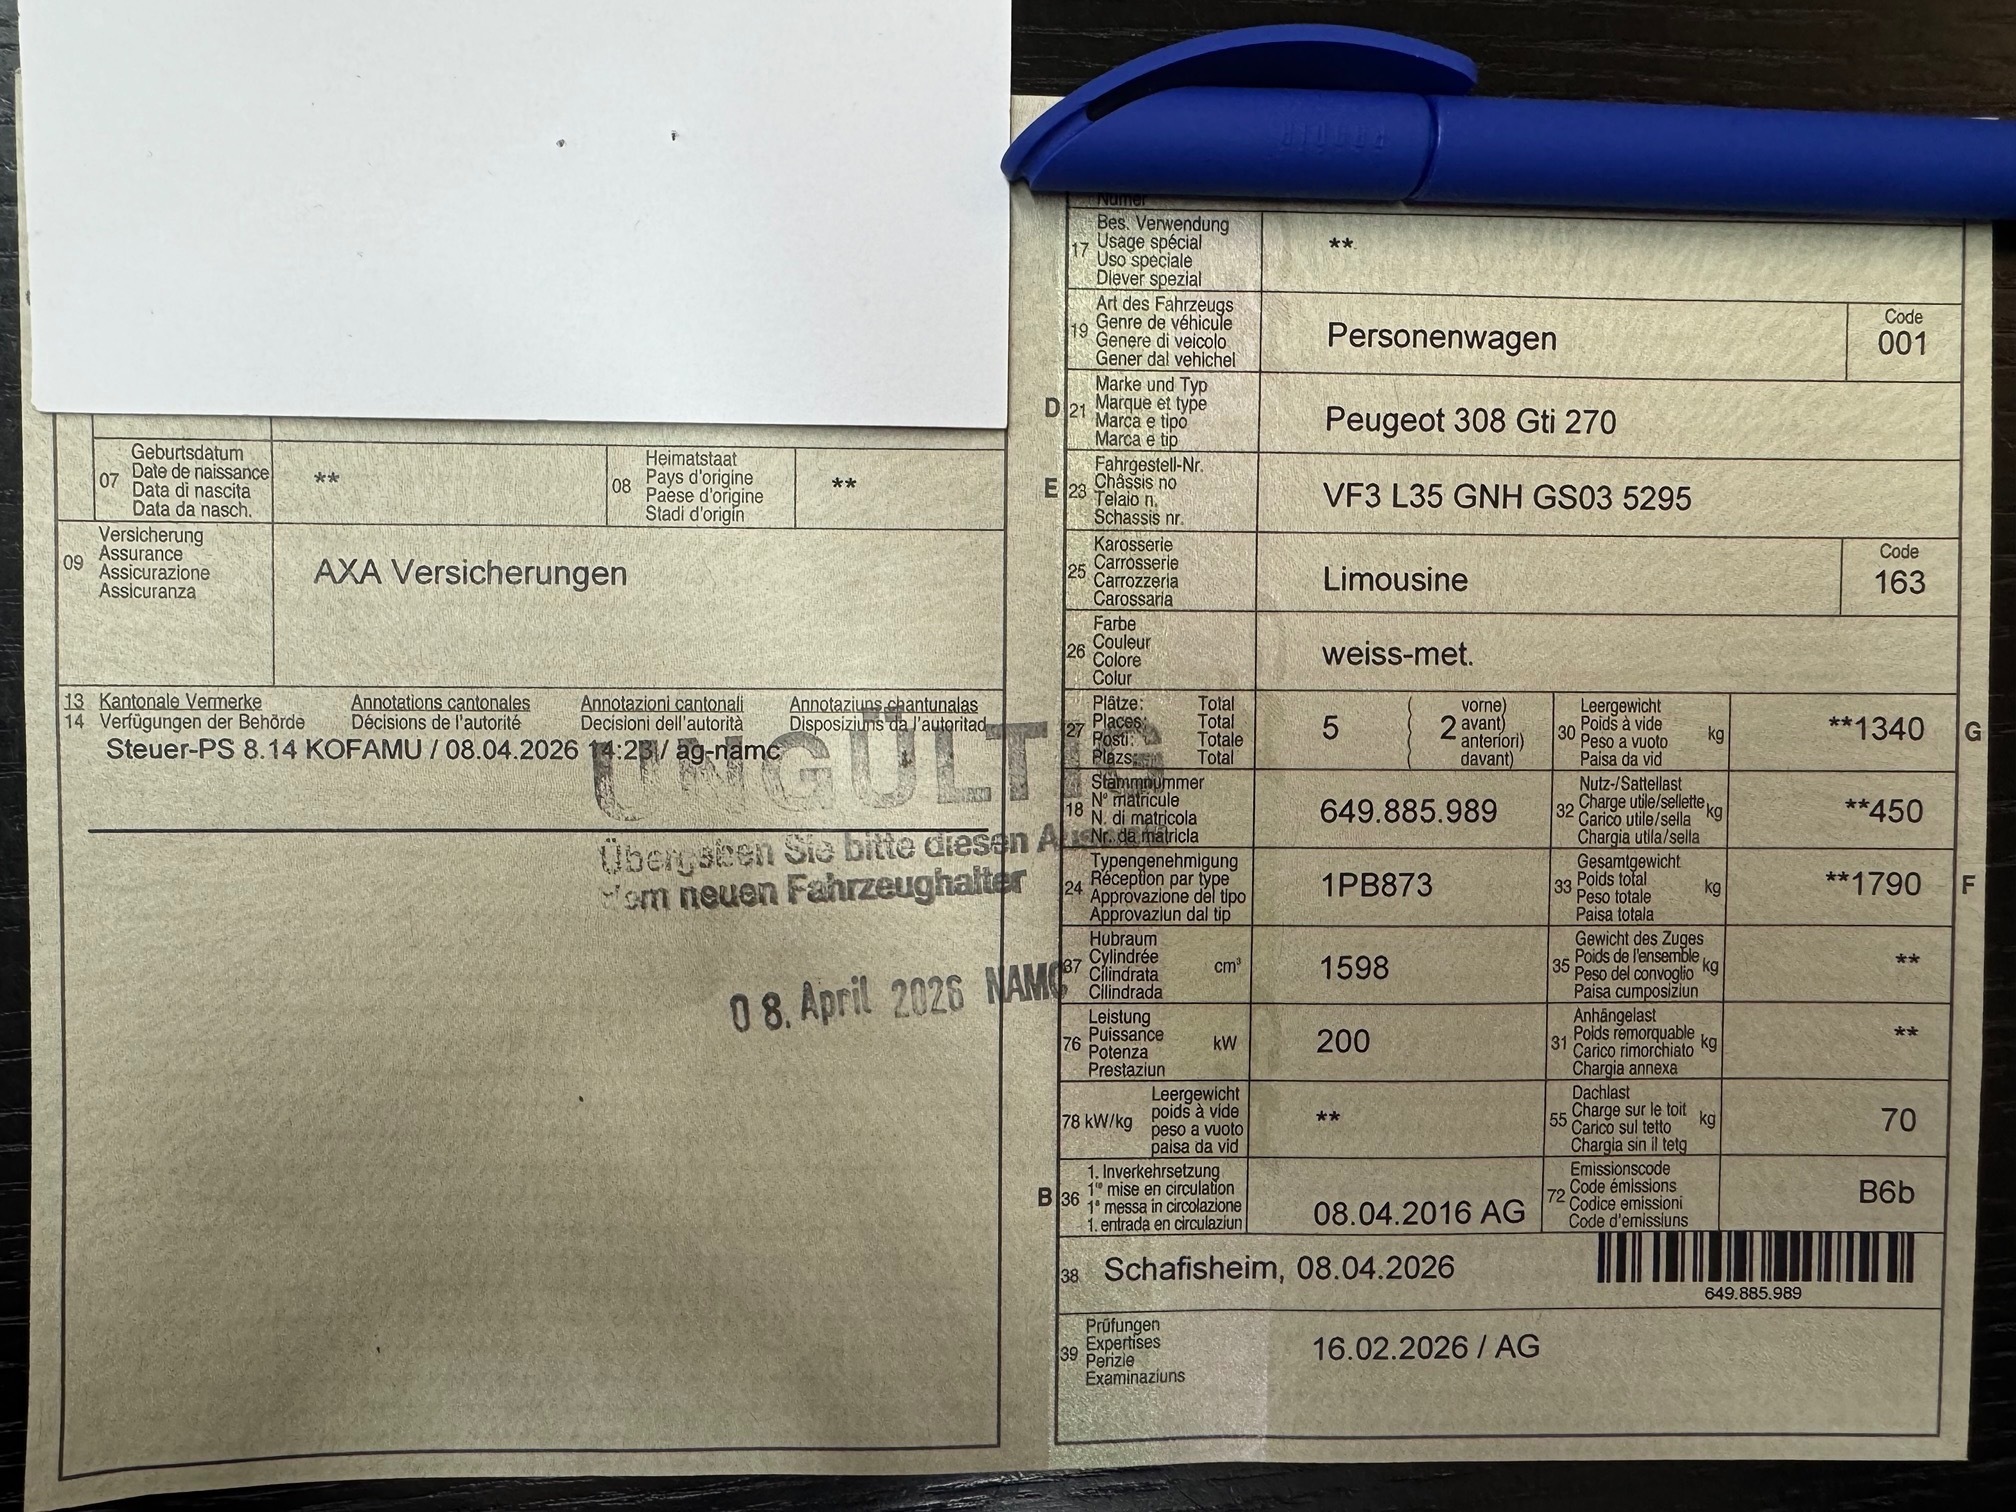 07
Geburtsdatum
Date de naissance
Data di nascita
Data da nasch.
**
08
Heimatstaat
Pays d'origine
Paese d'origine
Stadi d'origin
**
09
Versicherung
Assurance
Assicurazione
Assicuranza
AXA Versicherungen
13 Kantonale Vermerke Annotations cantonales Annotazioni cantonali Annotaziuns chantunalas
14 Verfügungen der Behörde Décisions de l'autorité Decisioni dell'autorità Disposiziuns da l'autoritad
Steuer-PS 8.14 KOFAMU / 08.04.2026 14:23 / ag-namc
UNGÜLTIG
Übergeben Sie bitte diesen Ausweis
dem neuen Fahrzeughalter
08. April 2026 NAMC
Numer
17
Bes. Verwendung
Usage spécial
Uso speciale
Diever spezial
**
19
Art des Fahrzeugs
Genre de véhicule
Genere di veicolo
Gener dal vehichel
Personenwagen
Code
001
D
21
Marke und Typ
Marque et type
Marca e tipo
Marca e tip
Peugeot 308 Gti 270
E
23
Fahrgestell-Nr.
Châssis no
Telaio n.
Schassis nr.
VF3 L35 GNH GS03 5295
25
Karosserie
Carrosserie
Carrozzeria
Carossaria
Limousine
Code
163
26
Farbe
Couleur
Colore
Colur
weiss-met.
27
Plätze: Total
Places: Total
Posti: Totale
Plazs: Total
5
2
vorne)
avant)
anteriori)
davant)
30
Leergewicht
Poids à vide
Peso a vuoto
Paisa da vid
kg
**1340
G
18
Stammnummer
N° matricule
N. di matricola
Nr. da matricla
649.885.989
32
Nutz-/Sattellast
Charge utile/sellette
Carico utile/sella
Chargia utila/sella
kg
**450
24
Typengenehmigung
Réception par type
Approvazione del tipo
Approvaziun dal tip
1PB873
33
Gesamtgewicht
Poids total
Peso totale
Paisa totala
kg
**1790
F
37
Hubraum
Cylindrée
Cilindrata
Cilindrada
cm³
1598
35
Gewicht des Zuges
Poids de l'ensemble
Peso del convoglio
Paisa cumposiziun
kg
**
76
Leistung
Puissance
Potenza
Prestaziun
kW
200
31
Anhängelast
Poids remorquable
Carico rimorchiato
Chargia annexa
kg
**
78 kW/kg
Leergewicht
poids à vide
peso a vuoto
paisa da vid
**
55
Dachlast
Charge sur le toit
Carico sul tetto
Chargia sin il tetg
kg
70
B
36
1. Inverkehrsetzung
1re mise en circulation
1a messa in circolazione
1. entrada en circulaziun
08.04.2016 AG
72
Emissionscode
Code émissions
Codice emissioni
Code d'emissiuns
B6b
38
Schafisheim, 08.04.2026
649.885.989
39
Prüfungen
Expertises
Perizie
Examinaziuns
16.02.2026 / AG